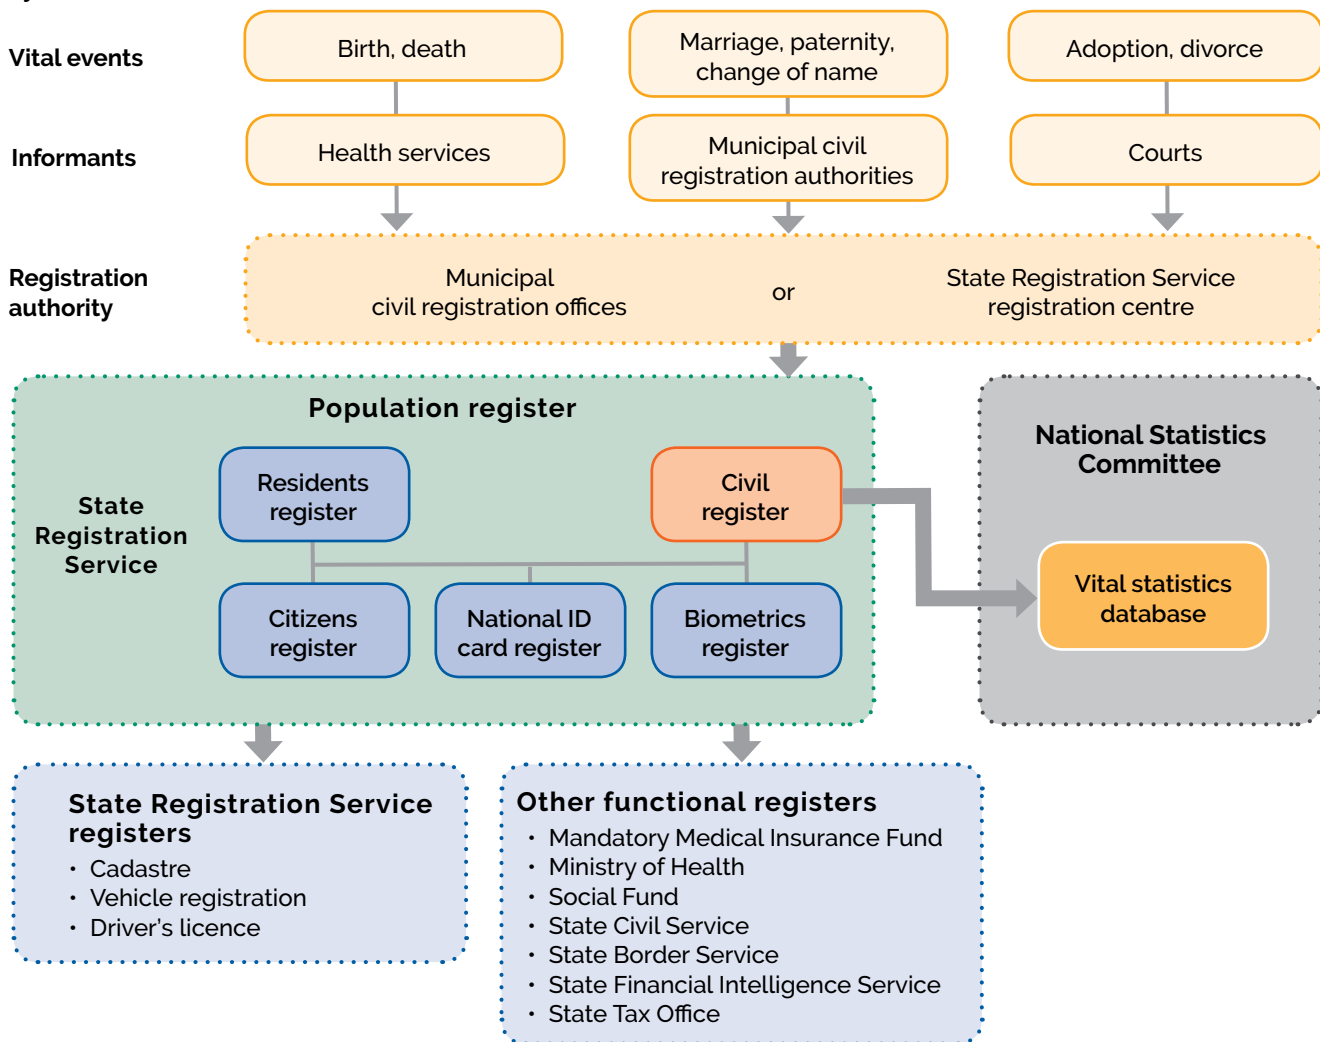 Vital events
Birth, death
Marriage, paternity,
change of name
Adoption, divorce
Informants
Health services
Municipal civil
registration authorities
Courts
Registration
authority
Municipal
civil registration offices
or
State Registration Service
registration centre
Population register
State
Registration
Service
Residents
register
Civil
register
Citizens
register
National ID
card register
Biometrics
register
National Statistics
Committee
Vital statistics
database
State Registration Service
registers
• Cadastre
• Vehicle registration
• Driver's licence
Other functional registers
• Mandatory Medical Insurance Fund
• Ministry of Health
• Social Fund
• State Civil Service
• State Border Service
• State Financial Intelligence Service
• State Tax Office